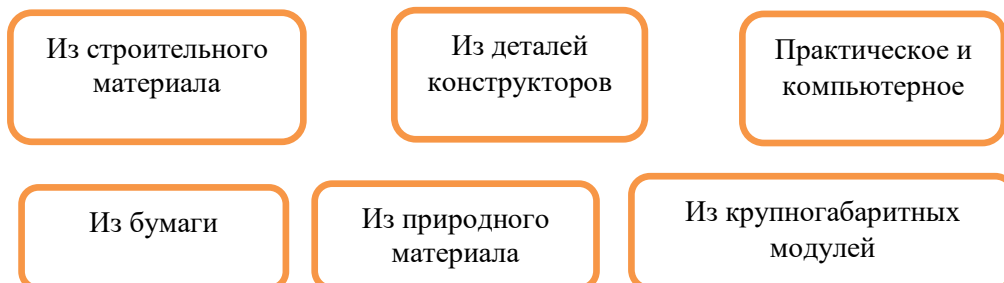 Из строительного
материала
Из деталей
конструкторов
Практическое и
компьютерное
Из бумаги
Из природного
материала
Из крупногабаритных
модулей